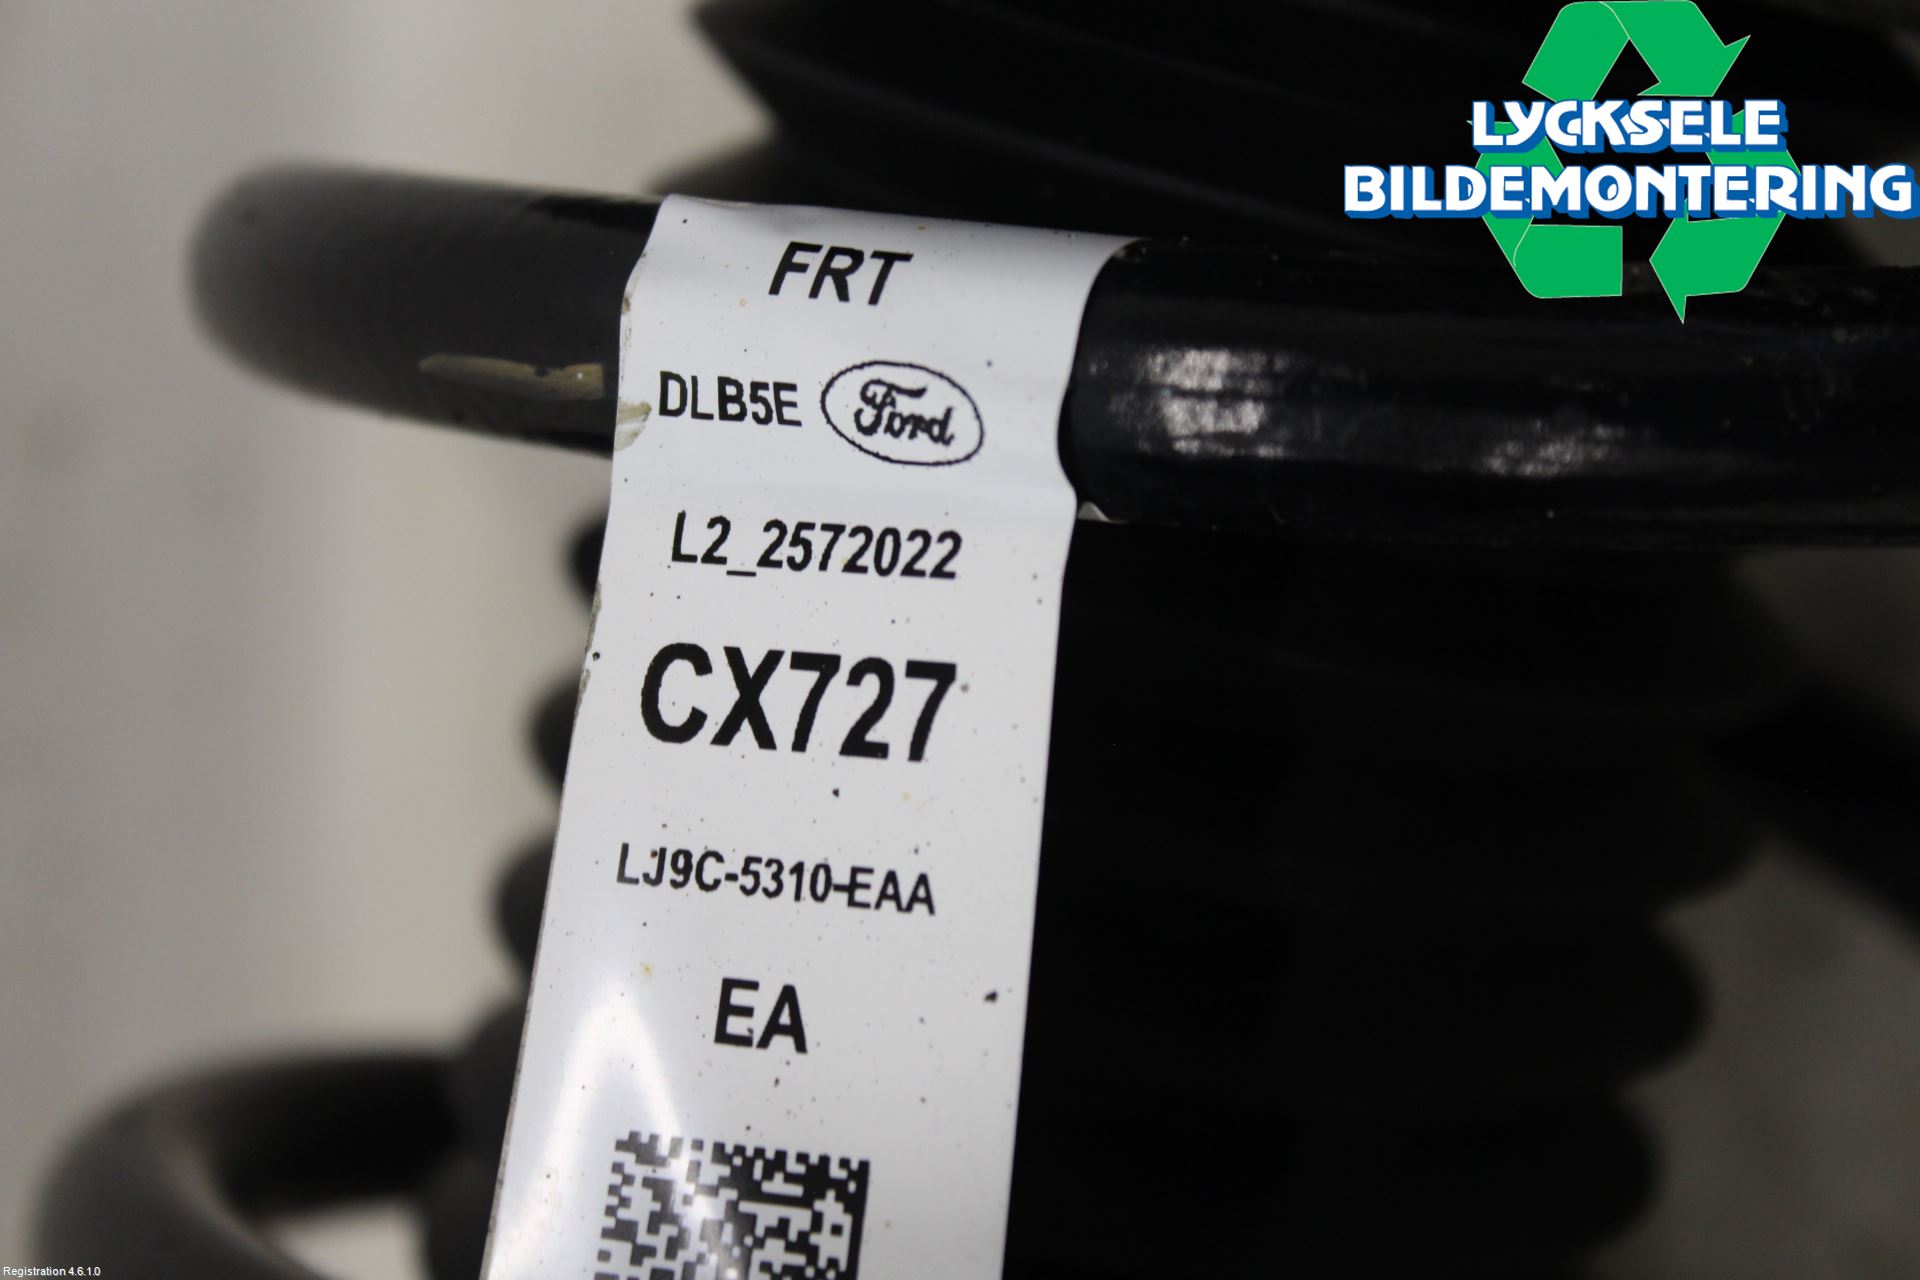 LYCKSELE
BILDEMONTERING
FRT
DLB5E Ford
L2_2572022
CX727
LJ9C-5310-EAA
EA
Registration 4.6.1.0